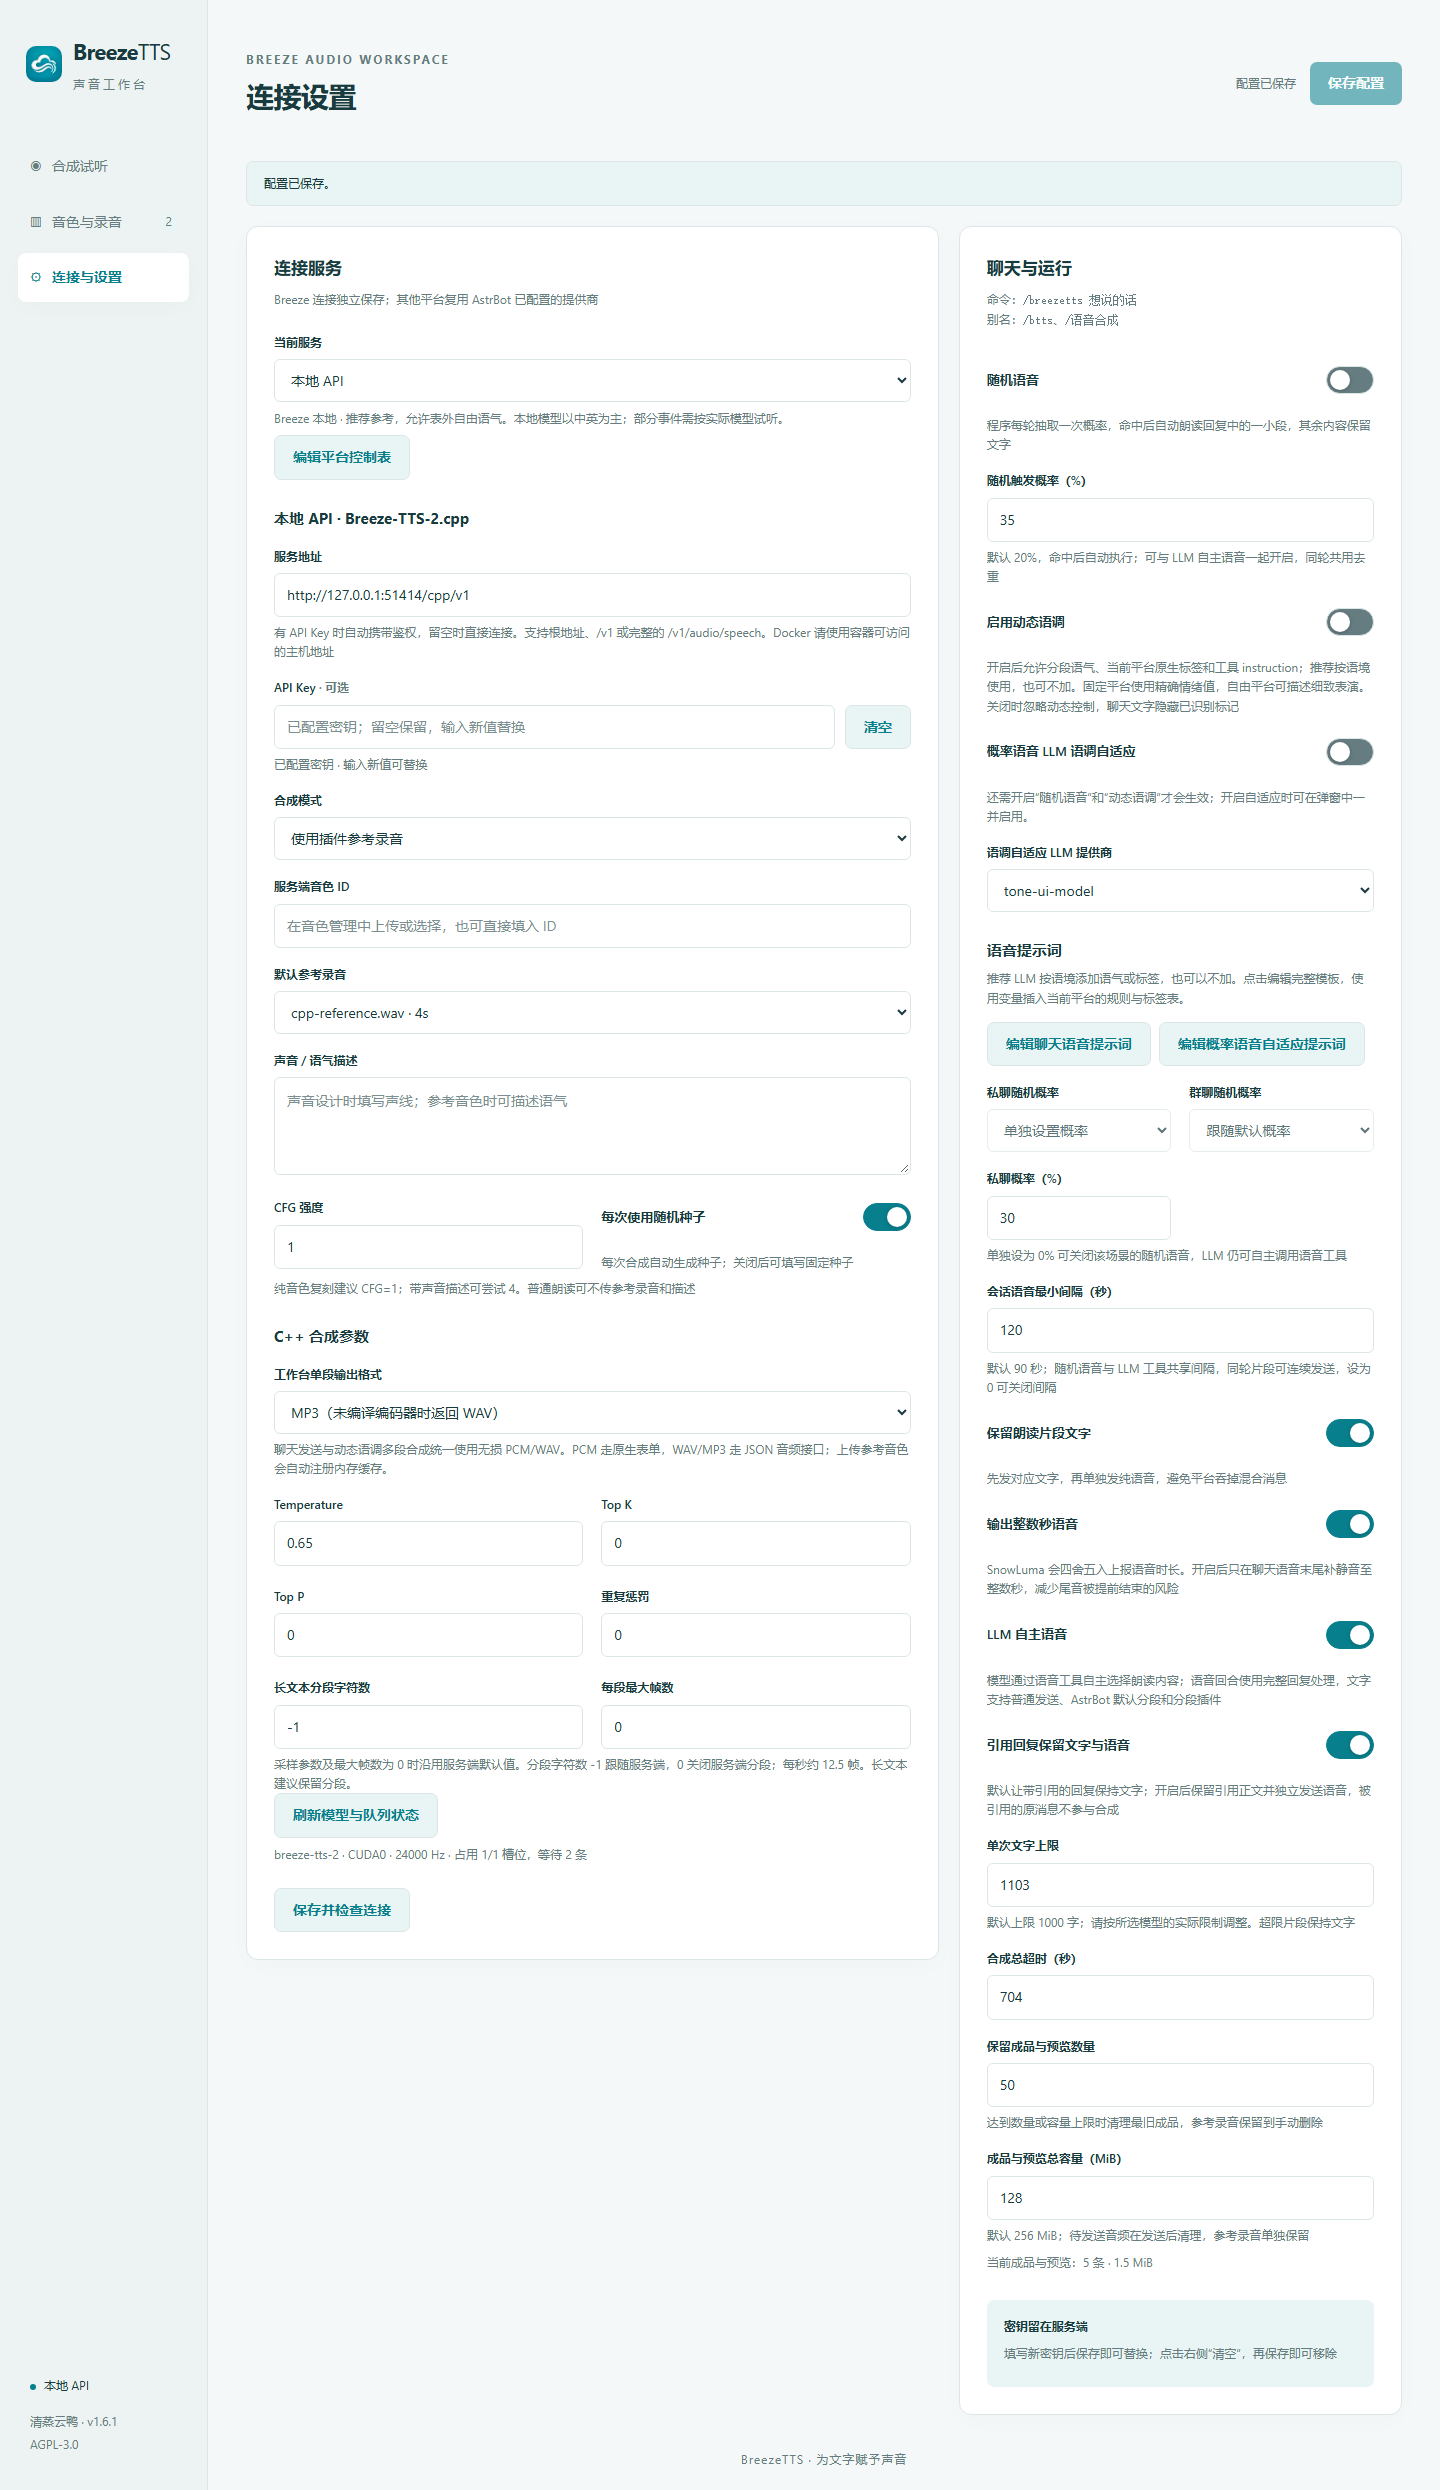 BreezeTTS
声音工作台
合成试听
音色与录音 2
连接与设置
本地 API
清蒸云鸭 · v1.6.1
AGPL-3.0
BREEZE AUDIO WORKSPACE
连接设置
配置已保存
保存配置
配置已保存。
连接服务
Breeze 连接独立保存；其他平台复用 AstrBot 已配置的提供商
当前服务
本地 API
Breeze 本地 · 推荐参考，允许表外自由语气。本地模型以中英为主；部分事件需按实际模型试听。
编辑平台控制表
本地 API · Breeze-TTS-2.cpp
服务地址
http://127.0.0.1:51414/cpp/v1
有 API Key 时自动携带鉴权，留空时直接连接。支持根地址、/v1 或完整的 /v1/audio/speech。Docker 请使用容器可访问
的主机地址
API Key · 可选
已配置密钥；留空保留，输入新值替换
清空
已配置密钥 · 输入新值可替换
合成模式
使用插件参考录音
服务端音色 ID
在音色管理中上传或选择，也可直接填入 ID
默认参考录音
cpp-reference.wav · 4s
声音 / 语气描述
声音设计时填写声线；参考音色时可描述语气
CFG 强度
1
每次使用随机种子
每次合成自动生成种子；关闭后可填写固定种子
纯音色复刻建议 CFG=1；带声音描述可尝试 4。普通朗读可不传参考录音和描述
C++ 合成参数
工作台单段输出格式
MP3（未编译编码器时返回 WAV）
聊天发送与动态语调多段合成统一使用无损 PCM/WAV。PCM 走原生表单，WAV/MP3 走 JSON 音频接口；上传参考音色
会自动注册内存缓存。
Temperature
0.65
Top K
0
Top P
0
重复惩罚
0
长文本分段字符数
-1
每段最大帧数
0
采样参数及最大帧数为 0 时沿用服务端默认值。分段字符数 -1 跟随服务端，0 关闭服务端分段；每秒约 12.5 帧。长文本
建议保留分段。
刷新模型与队列状态
breeze-tts-2 · CUDA0 · 24000 Hz · 占用 1/1 槽位，等待 2 条
保存并检查连接
聊天与运行
命令：/breezetts 想说的话
别名：/btts、/语音合成
随机语音
程序每轮抽取一次概率，命中后自动朗读回复中的一小段，其余内容保留
文字
随机触发概率（%）
35
默认 20%，命中后自动执行；可与 LLM 自主语音一起开启，同轮共用去
重
启用动态语调
开启后允许分段语气、当前平台原生标签和工具 instruction；推荐按语境
使用，也可不加。固定平台使用精确情绪值，自由平台可描述细致表演。
关闭时忽略动态控制，聊天文字隐藏已识别标记
概率语音 LLM 语调自适应
还需开启“随机语音”和“动态语调”才会生效；开启自适应时可在弹窗中一
并启用。
语调自适应 LLM 提供商
tone-ui-model
语音提示词
推荐 LLM 按语境添加语气或标签，也可以不加。点击编辑完整模板，使
用变量插入当前平台的规则与标签表。
编辑聊天语音提示词
编辑概率语音自适应提示词
私聊随机概率
单独设置概率
群聊随机概率
跟随默认概率
私聊概率（%）
30
单独设为 0% 可关闭该场景的随机语音，LLM 仍可自主调用语音工具
会话语音最小间隔（秒）
120
默认 90 秒；随机语音与 LLM 工具共享间隔，同轮片段可连续发送，设为
0 可关闭间隔
保留朗读片段文字
先发对应文字，再单独发纯语音，避免平台吞掉混合消息
输出整数秒语音
SnowLuma 会四舍五入上报语音时长。开启后只在聊天语音末尾补静音至
整数秒，减少尾音被提前结束的风险
LLM 自主语音
模型通过语音工具自主选择朗读内容；语音回合使用完整回复处理，文字
支持普通发送、AstrBot 默认分段和分段插件
引用回复保留文字与语音
默认让带引用的回复保持文字；开启后保留引用正文并独立发送语音，被
引用的原消息不参与合成
单次文字上限
1103
默认上限 1000 字；请按所选模型的实际限制调整。超限片段保持文字
合成总超时（秒）
704
保留成品与预览数量
50
达到数量或容量上限时清理最旧成品，参考录音保留到手动删除
成品与预览总容量（MiB）
128
默认 256 MiB；待发送音频在发送后清理，参考录音单独保留
当前成品与预览：5 条 · 1.5 MiB
密钥留在服务端
填写新密钥后保存即可替换；点击右侧“清空”，再保存即可移除
BreezeTTS · 为文字赋予声音